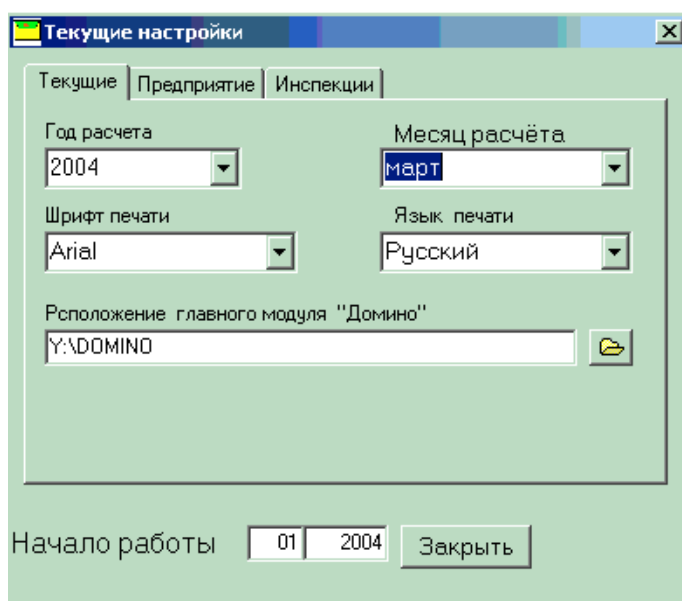 Текущие настройки
Текущие Предприятие Инспекции
Год расчета Месяц расчёта
2004 март
Шрифт печати Язык печати
Arial Русский
Рсположение главного модуля "Домино"
Y:\DOMINO
Начало работы 01 2004 Закрыть